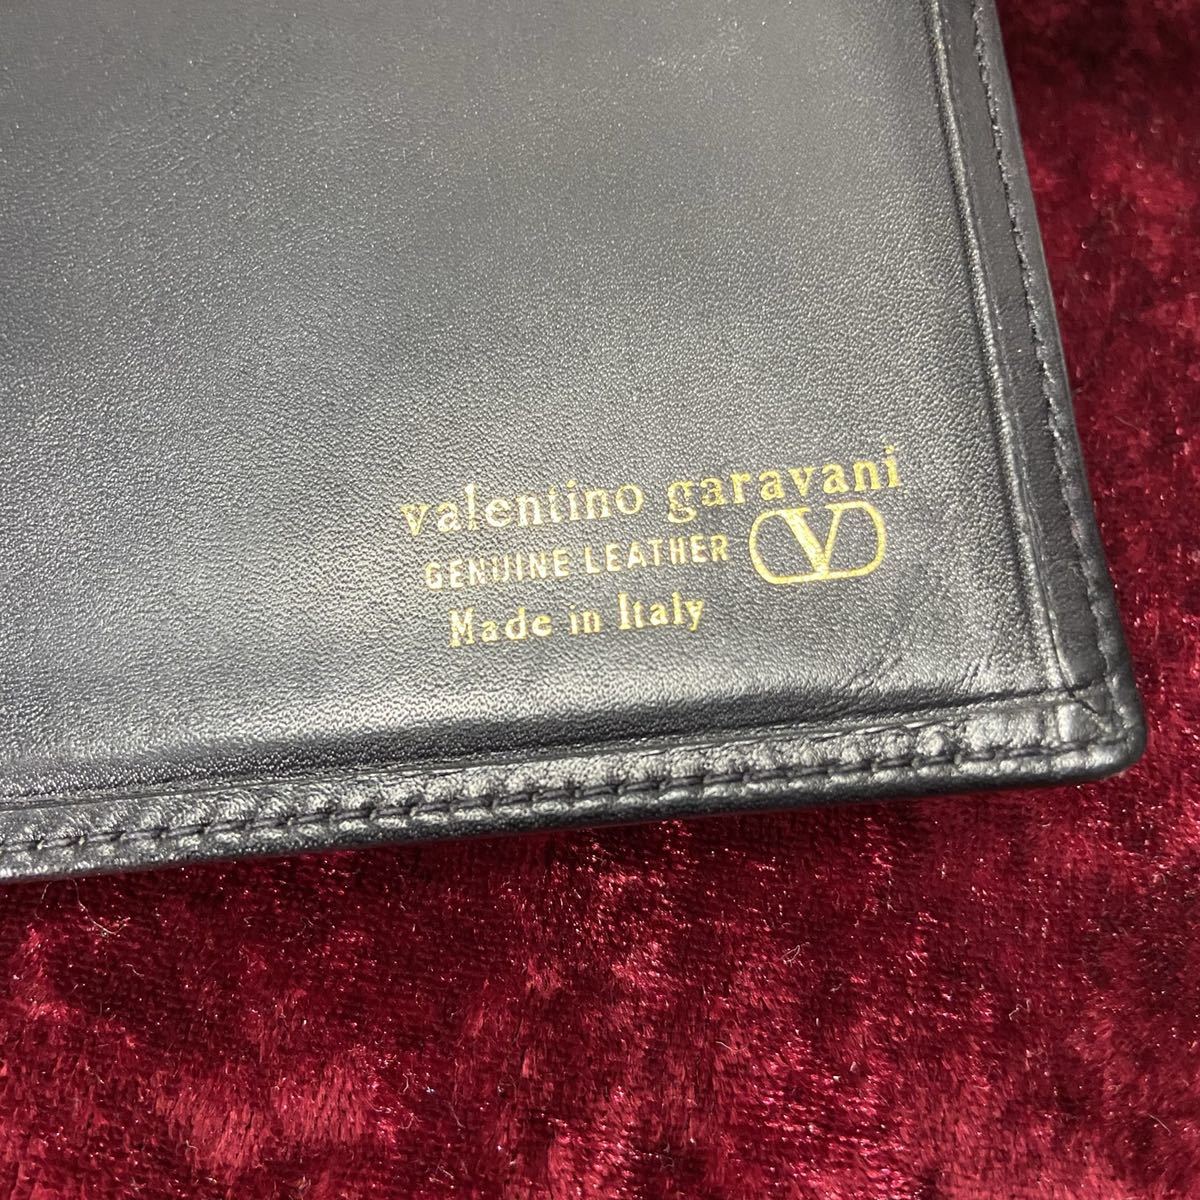 valentino garavani
GENUINE LEATHER V
Made in Italy